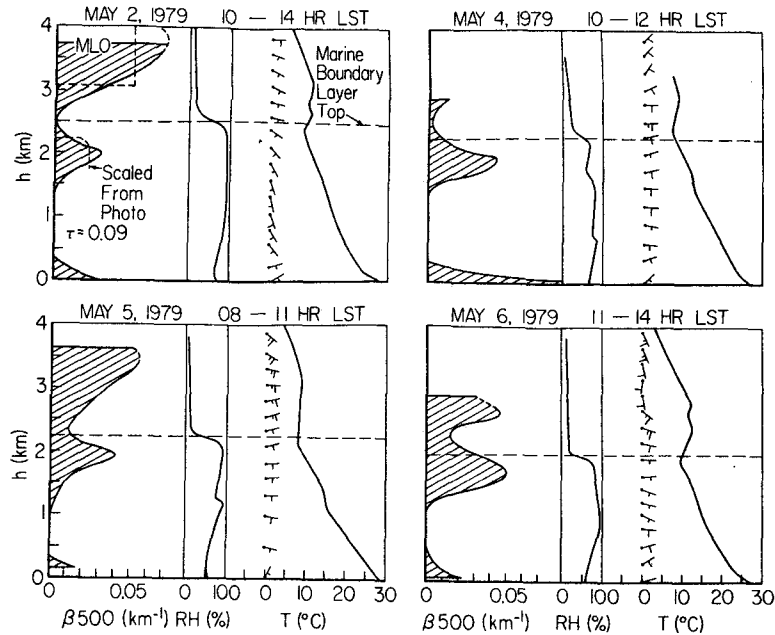 MAY 2, 1979 10 — 14 HR LST
MAY 4, 1979 10 — 12 HR LST
4
3
2
1
0
h (km)
MLO
Marine
Boundary
Layer
Top
Scaled
From
Photo
τ≈0.09
MAY 5, 1979 08 — 11 HR LST
MAY 6, 1979 11 — 14 HR LST
4
3
2
1
0
h (km)
0 0.05 0 100 0 10 20 30
0 0.05 0 100 0 10 20 30
β500 (km⁻¹) RH (%) T (°C)
β500 (km⁻¹) RH (%) T (°C)